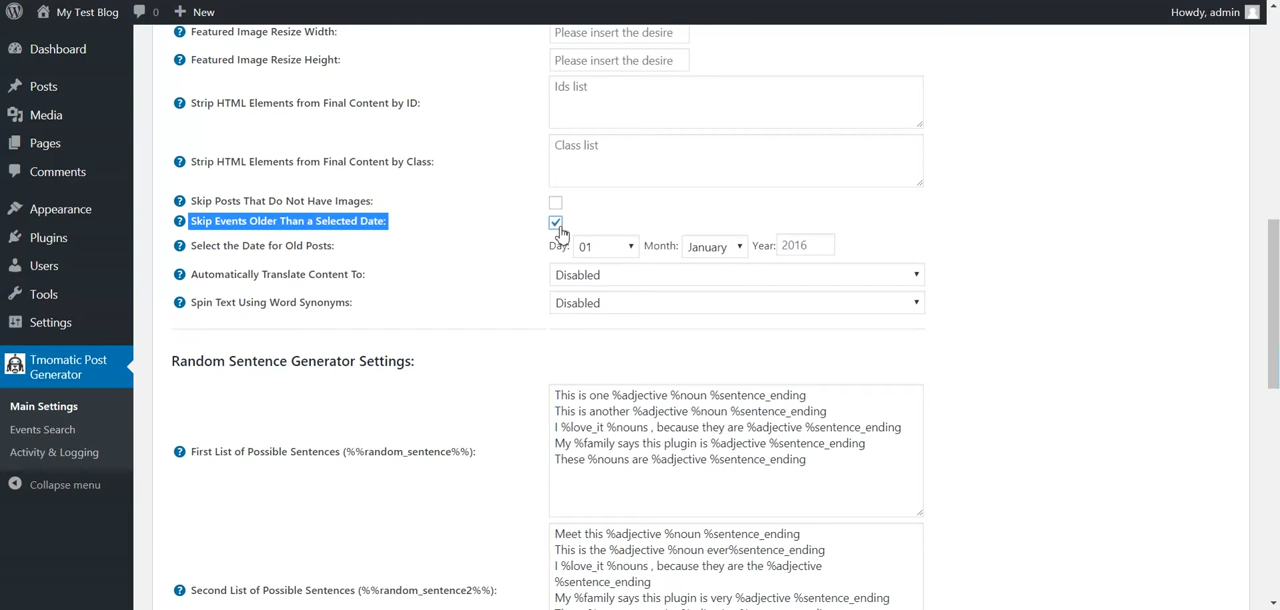 My Test Blog 0 New Howdy, admin
Dashboard
Posts
Media
Pages
Comments
Appearance
Plugins
Users
Tools
Settings
Tmomatic Post
Generator
Main Settings
Events Search
Activity & Logging
Collapse menu
Featured Image Resize Width: Please insert the desire
Featured Image Resize Height: Please insert the desire
Strip HTML Elements from Final Content by ID: Ids list
Strip HTML Elements from Final Content by Class: Class list
Skip Posts That Do Not Have Images:
Skip Events Older Than a Selected Date:
Select the Date for Old Posts: Day: 01 Month: January Year: 2016
Automatically Translate Content To: Disabled
Spin Text Using Word Synonyms: Disabled
Random Sentence Generator Settings:
First List of Possible Sentences (%%random_sentence%%):
This is one %adjective %noun %sentence_ending
This is another %adjective %noun %sentence_ending
I %love_it %nouns , because they are %adjective %sentence_ending
My %family says this plugin is %adjective %sentence_ending
These %nouns are %adjective %sentence_ending
Second List of Possible Sentences (%%random_sentence2%%):
Meet this %adjective %noun %sentence_ending
This is the %adjective %noun ever%sentence_ending
I %love_it %nouns , because they are the %adjective
%sentence_ending
My %family says this plugin is very %adjective %sentence_ending